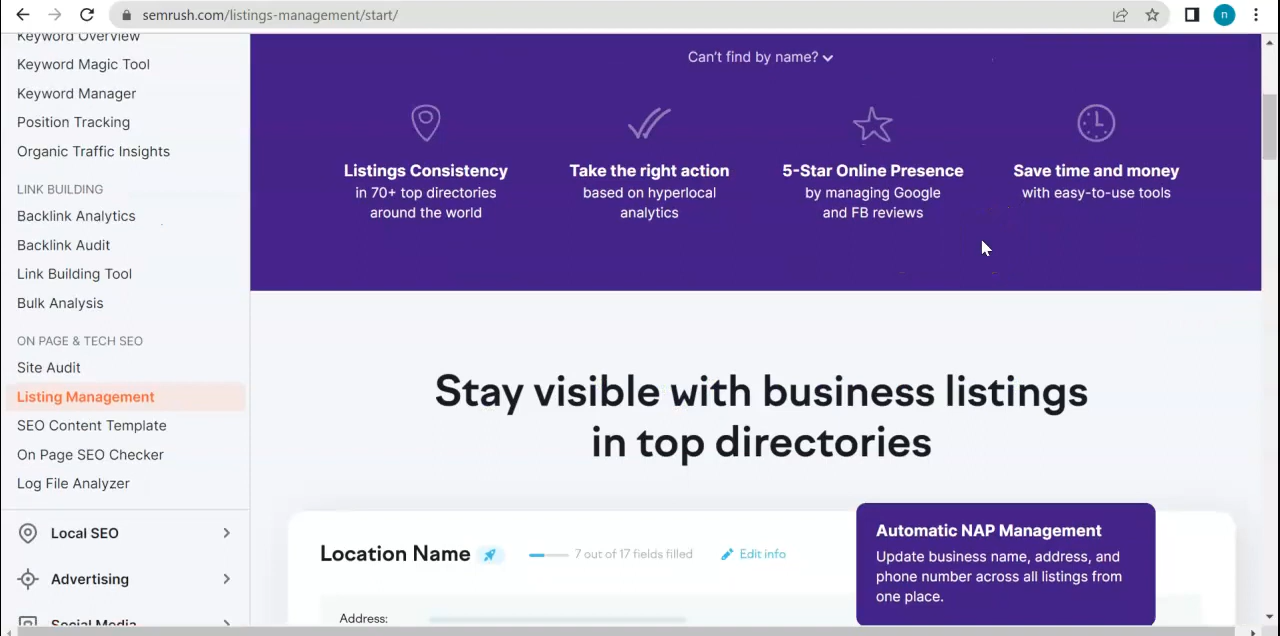 semrush.com/listings-management/start/
n
Keyword Overview
Keyword Magic Tool
Keyword Manager
Position Tracking
Organic Traffic Insights
LINK BUILDING
Backlink Analytics
Backlink Audit
Link Building Tool
Bulk Analysis
ON PAGE & TECH SEO
Site Audit
Listing Management
SEO Content Template
On Page SEO Checker
Log File Analyzer
Local SEO
Advertising
Social Media
Can't find by name?
Listings Consistency
in 70+ top directories
around the world
Take the right action
based on hyperlocal
analytics
5-Star Online Presence
by managing Google
and FB reviews
Save time and money
with easy-to-use tools
Stay visible with business listings
in top directories
Location Name
7 out of 17 fields filled
Edit info
Address:
Automatic NAP Management
Update business name, address, and
phone number across all listings from
one place.